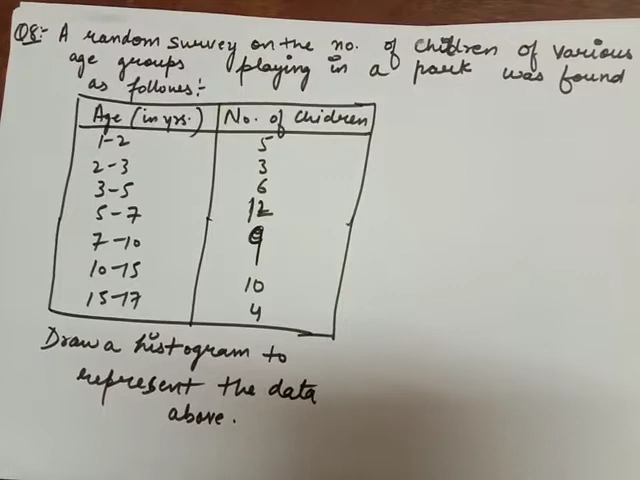 Q8:- A random survey on the no. of children of various
age groups playing in a park was found
as follows:-
Age (in yrs.) No. of children
1-2 5
2-3 3
3-5 6
5-7 12
7-10 9
10-15 10
15-17 4
Draw a histogram to
represent the data
above.